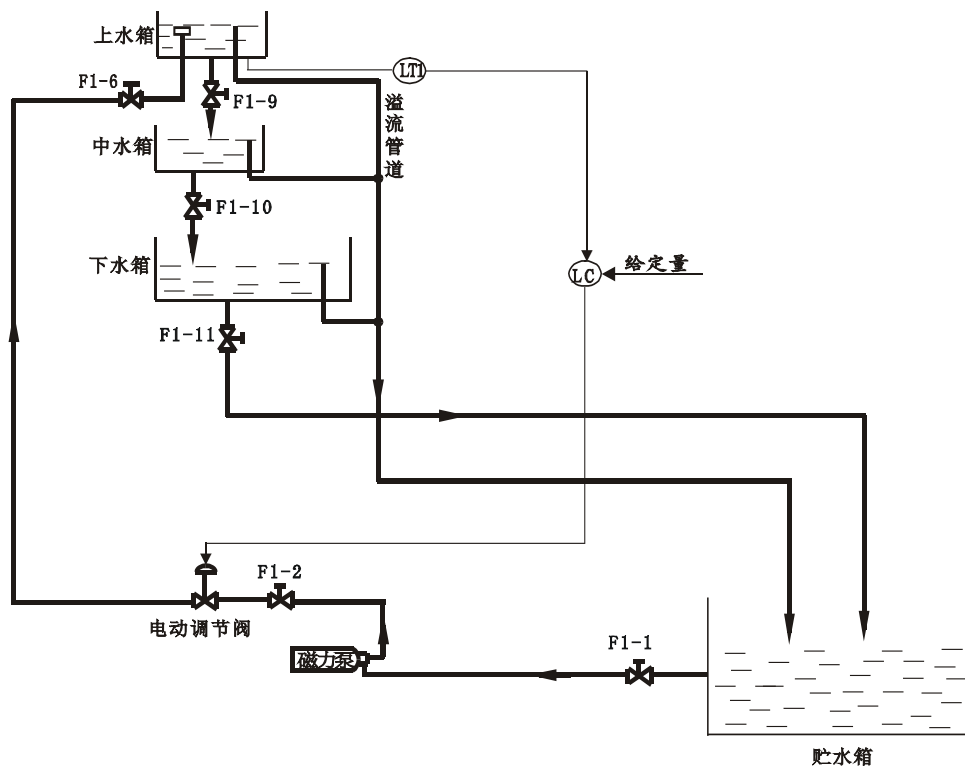 上水箱
LT1
F1-6
F1-9
溢流管道
中水箱
F1-10
下水箱
给定量
LC
F1-11
F1-2
电动调节阀
F1-1
磁力泵
贮水箱